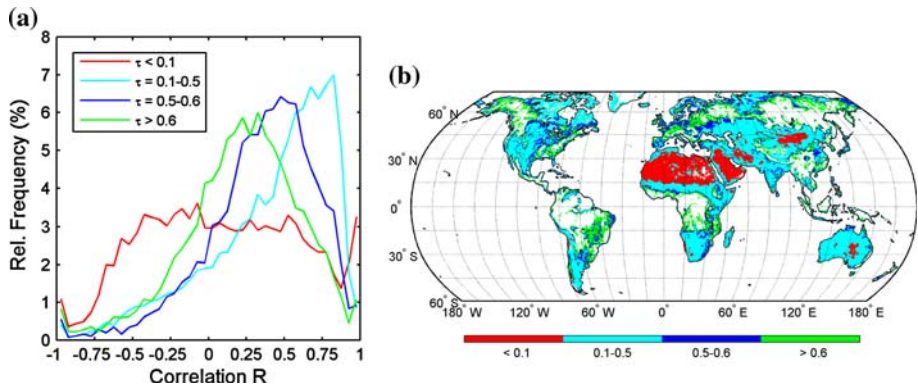 (a)
8
7
6
5
4
3
2
1
0
Rel. Frequency (%)
τ < 0.1
τ = 0.1-0.5
τ = 0.5-0.6
τ > 0.6
-1 -0.75 -0.5 -0.25 0 0.25 0.5 0.75 1
Correlation R
(b)
60° N
30° N
0°
30° S
60° S
180° W 120° W 60° W 0° 60° E 120° E 180° E
< 0.1 0.1-0.5 0.5-0.6 > 0.6